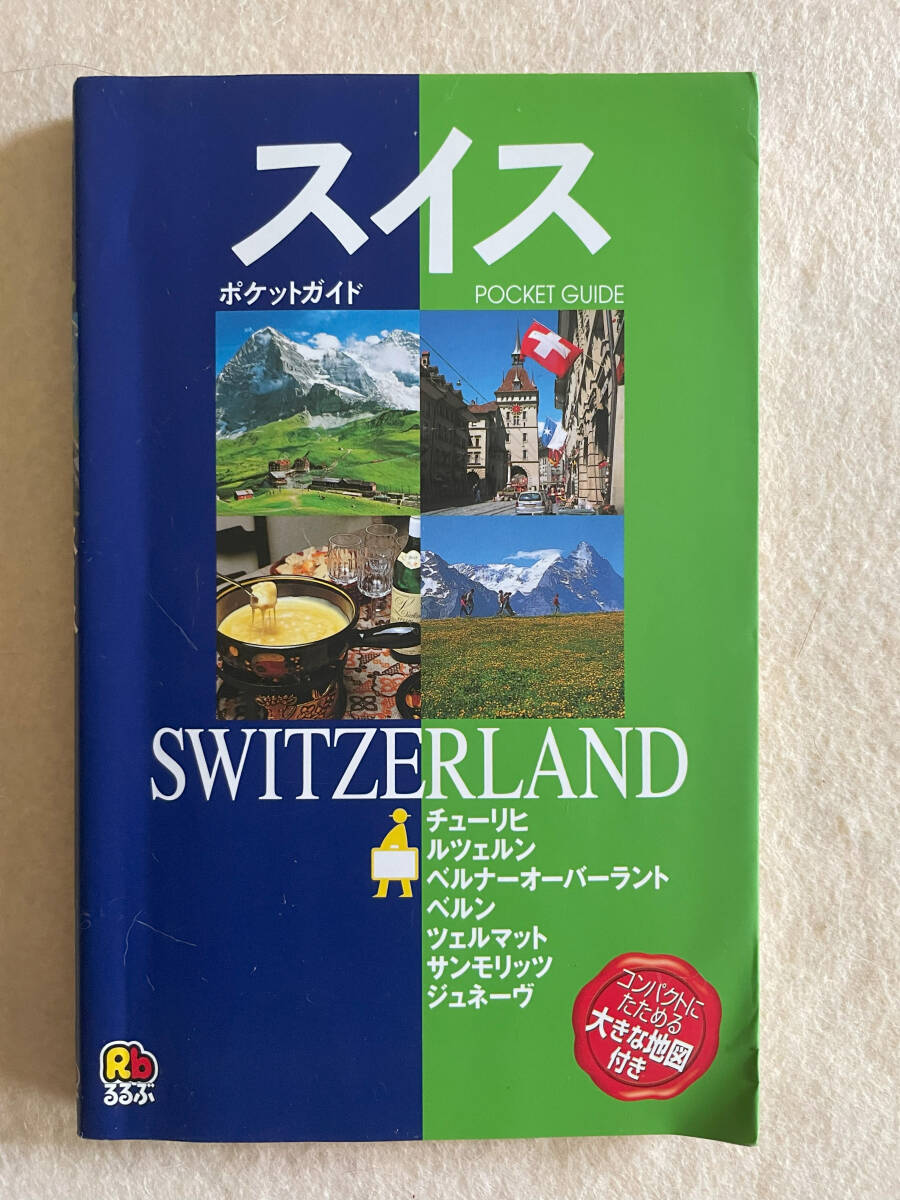 スイス
ポケットガイド
POCKET GUIDE
SWITZERLAND
チューリヒ
ルツェルン
ベルナーオーバーラント
ベルン
ツェルマット
サンモリッツ
ジュネーヴ
コンパクトに
たためる
大きな地図
付き
Rb
るるぶ